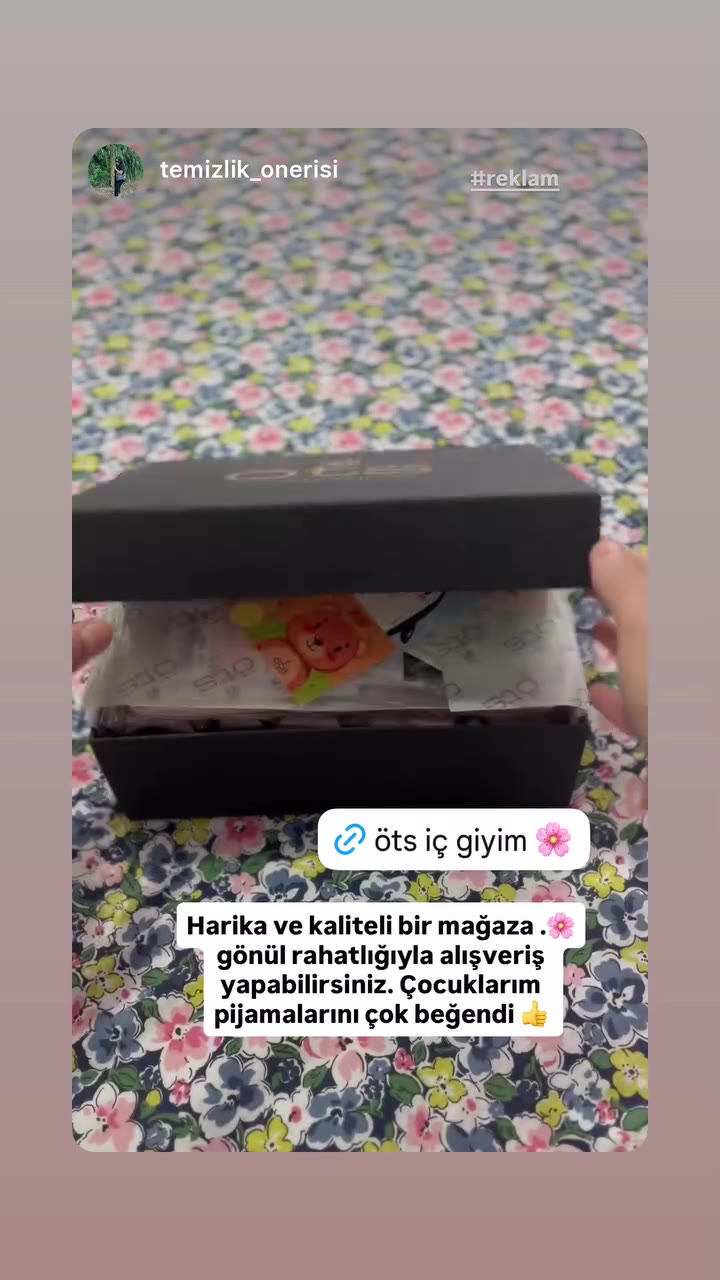 temizlik_onerisi
#reklam
öts iç giyim 🌸
Harika ve kaliteli bir mağaza .🌸
gönül rahatlığıyla alışveriş
yapabilirsiniz. Çocuklarım
pijamalarını çok beğendi 👍